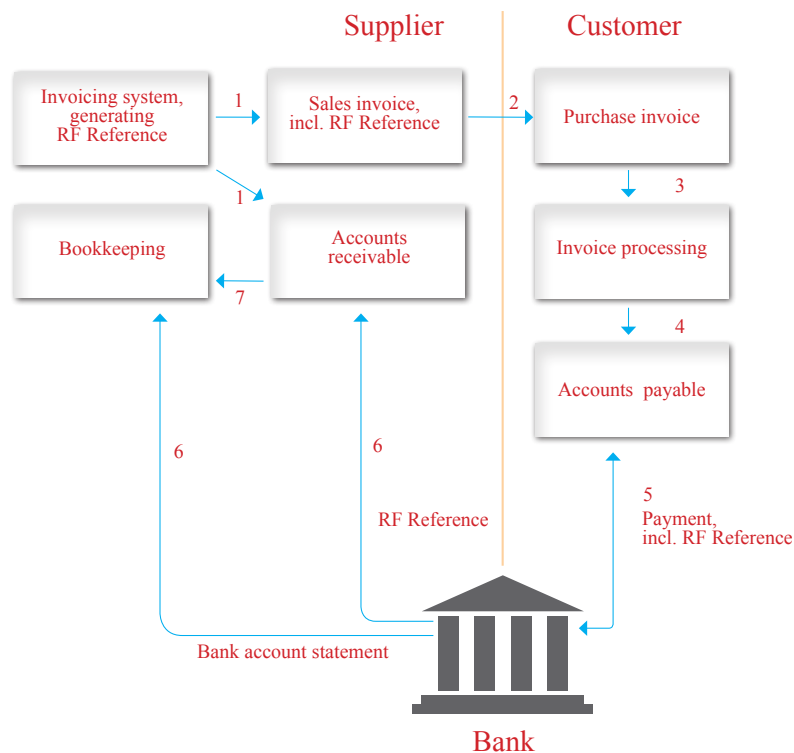 Supplier
Customer
Invoicing system,
generating
RF Reference
1
Sales invoice,
incl. RF Reference
2
Purchase invoice
3
1
Bookkeeping
Accounts
receivable
Invoice processing
7
4
Accounts payable
6
6
5
Payment,
incl. RF Reference
RF Reference
Bank account statement
Bank